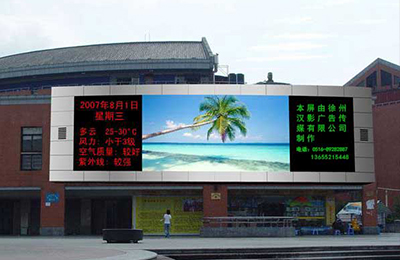 2007年8月1日
星期三
多云 25-30℃
风力：小于3级
空气质量：较好
紫外线：较强
本屏由徐州
汉影广告传
媒有限公司
制作
电话：0516-89282887
13655215448